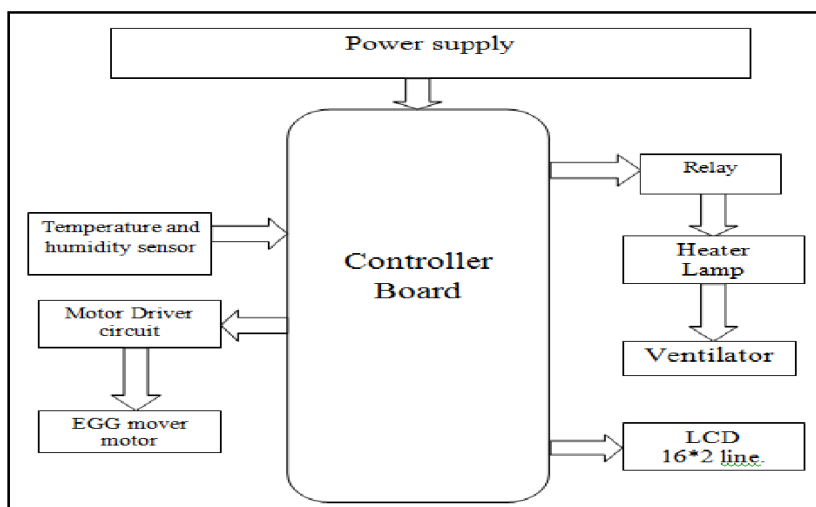 Power supply
Relay
Temperature and
humidity sensor
Heater
Lamp
Controller
Board
Motor Driver
circuit
Ventilator
EGG mover
motor
LCD
16*2 line.